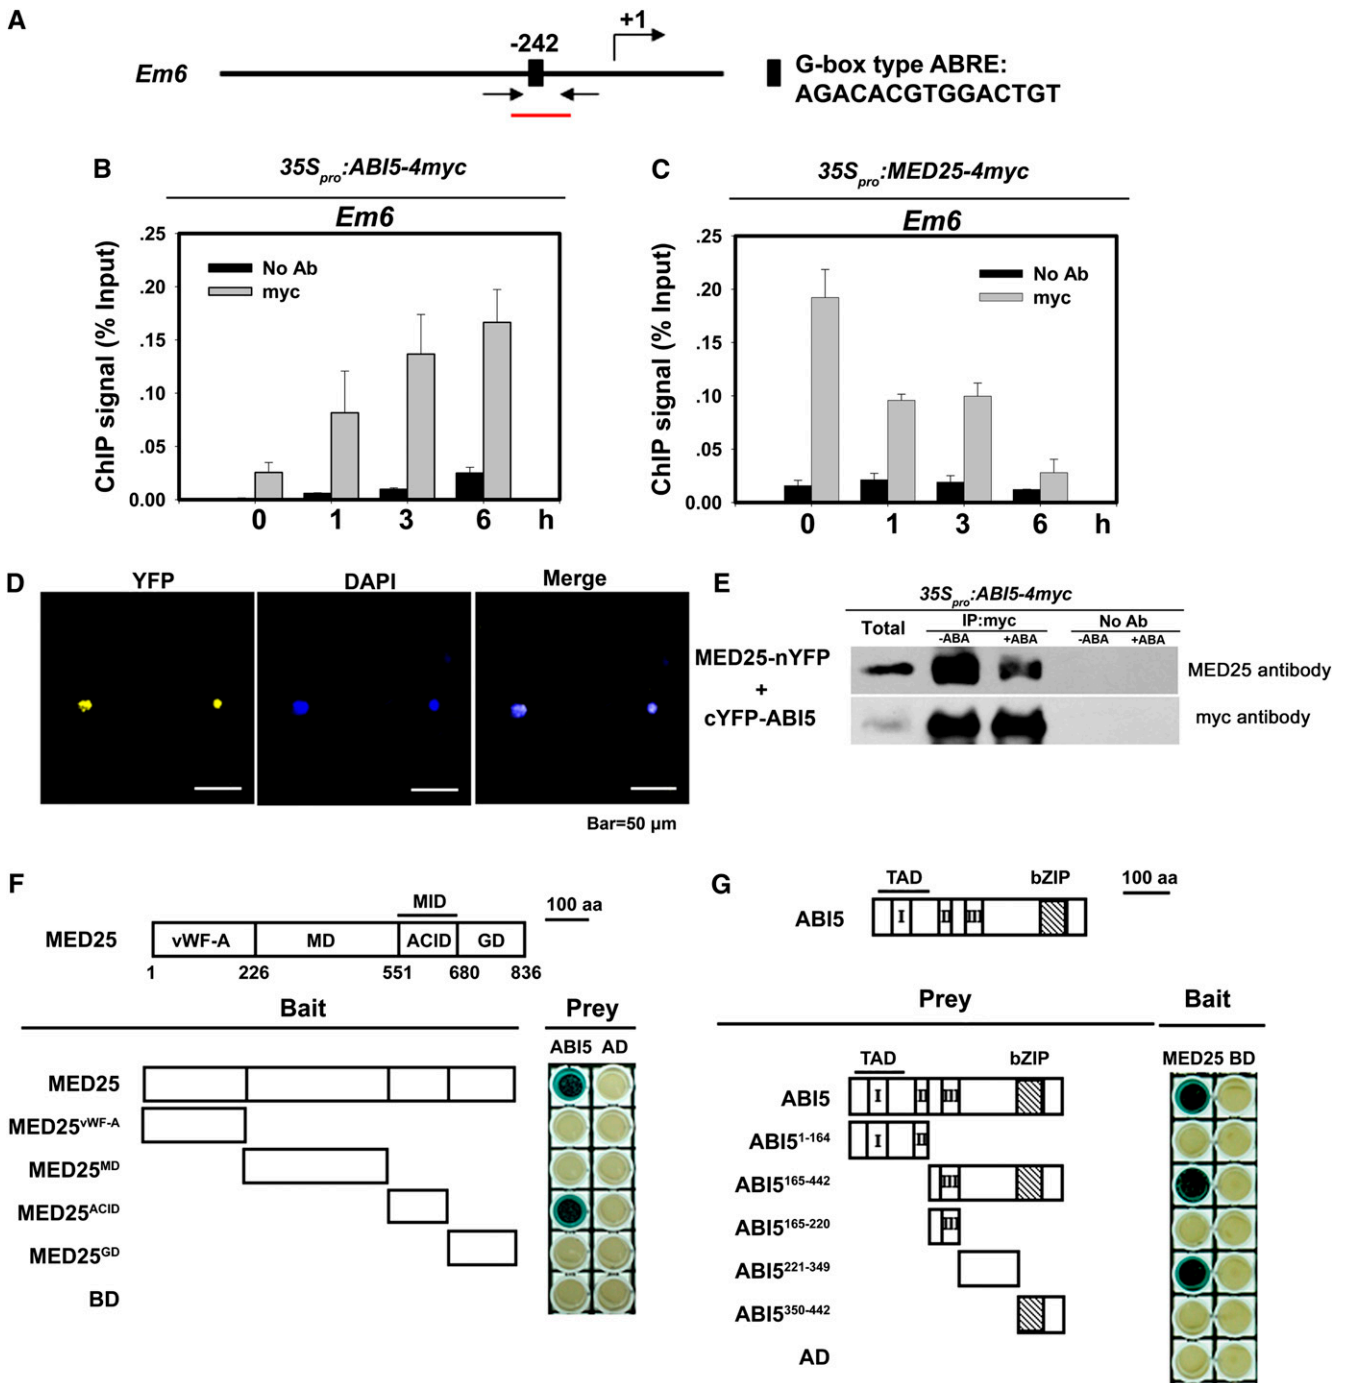 A
Em6
-242
+1
G-box type ABRE:
AGACACGTGGACTGT
B
35Spro:ABI5-4myc
Em6
ChIP signal (% Input)
.25
.20
.15
.10
.05
0.00
No Ab
myc
0 1 3 6 h
C
35Spro:MED25-4myc
Em6
ChIP signal (% Input)
.25
.20
.15
.10
.05
0.00
No Ab
myc
0 1 3 6 h
D
YFP DAPI Merge
MED25-nYFP
+
cYFP-ABI5
Bar=50 µm
E
35Spro:ABI5-4myc
Total IP:myc No Ab
-ABA +ABA -ABA +ABA
MED25 antibody
myc antibody
F
MID
100 aa
MED25
vWF-A MD ACID GD
1 226 551 680 836
Bait Prey
ABI5 AD
MED25
MED25vWF-A
MED25MD
MED25ACID
MED25GD
BD
G
TAD bZIP 100 aa
ABI5
I II III
Prey Bait
TAD bZIP MED25 BD
ABI5
I II III
ABI51-164
I II
ABI5165-442
III
ABI5165-220
III
ABI5221-349
ABI5350-442
AD